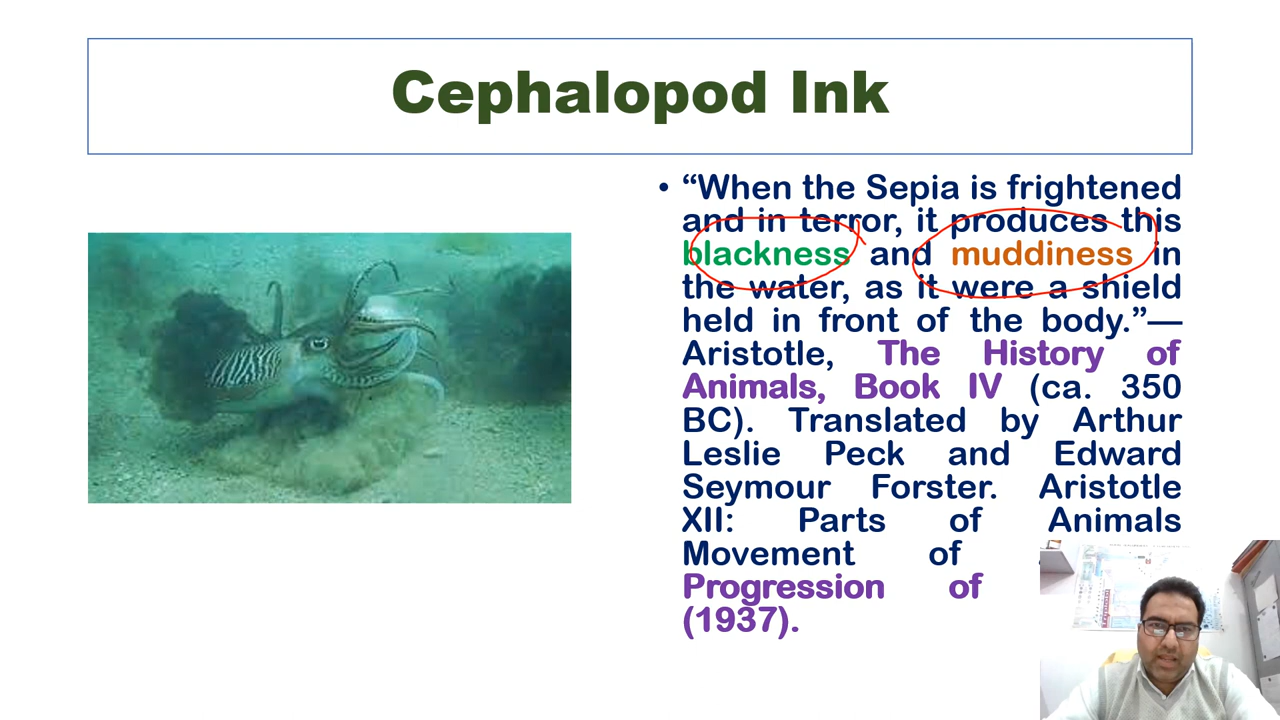 Cephalopod Ink
• “When the Sepia is frightened
and in terror, it produces this
blackness and muddiness in
the water, as it were a shield
held in front of the body.”—
Aristotle, The History of
Animals, Book IV (ca. 350
BC). Translated by Arthur
Leslie Peck and Edward
Seymour Forster. Aristotle
XII: Parts of Animals
Movement of
Progression of
(1937).